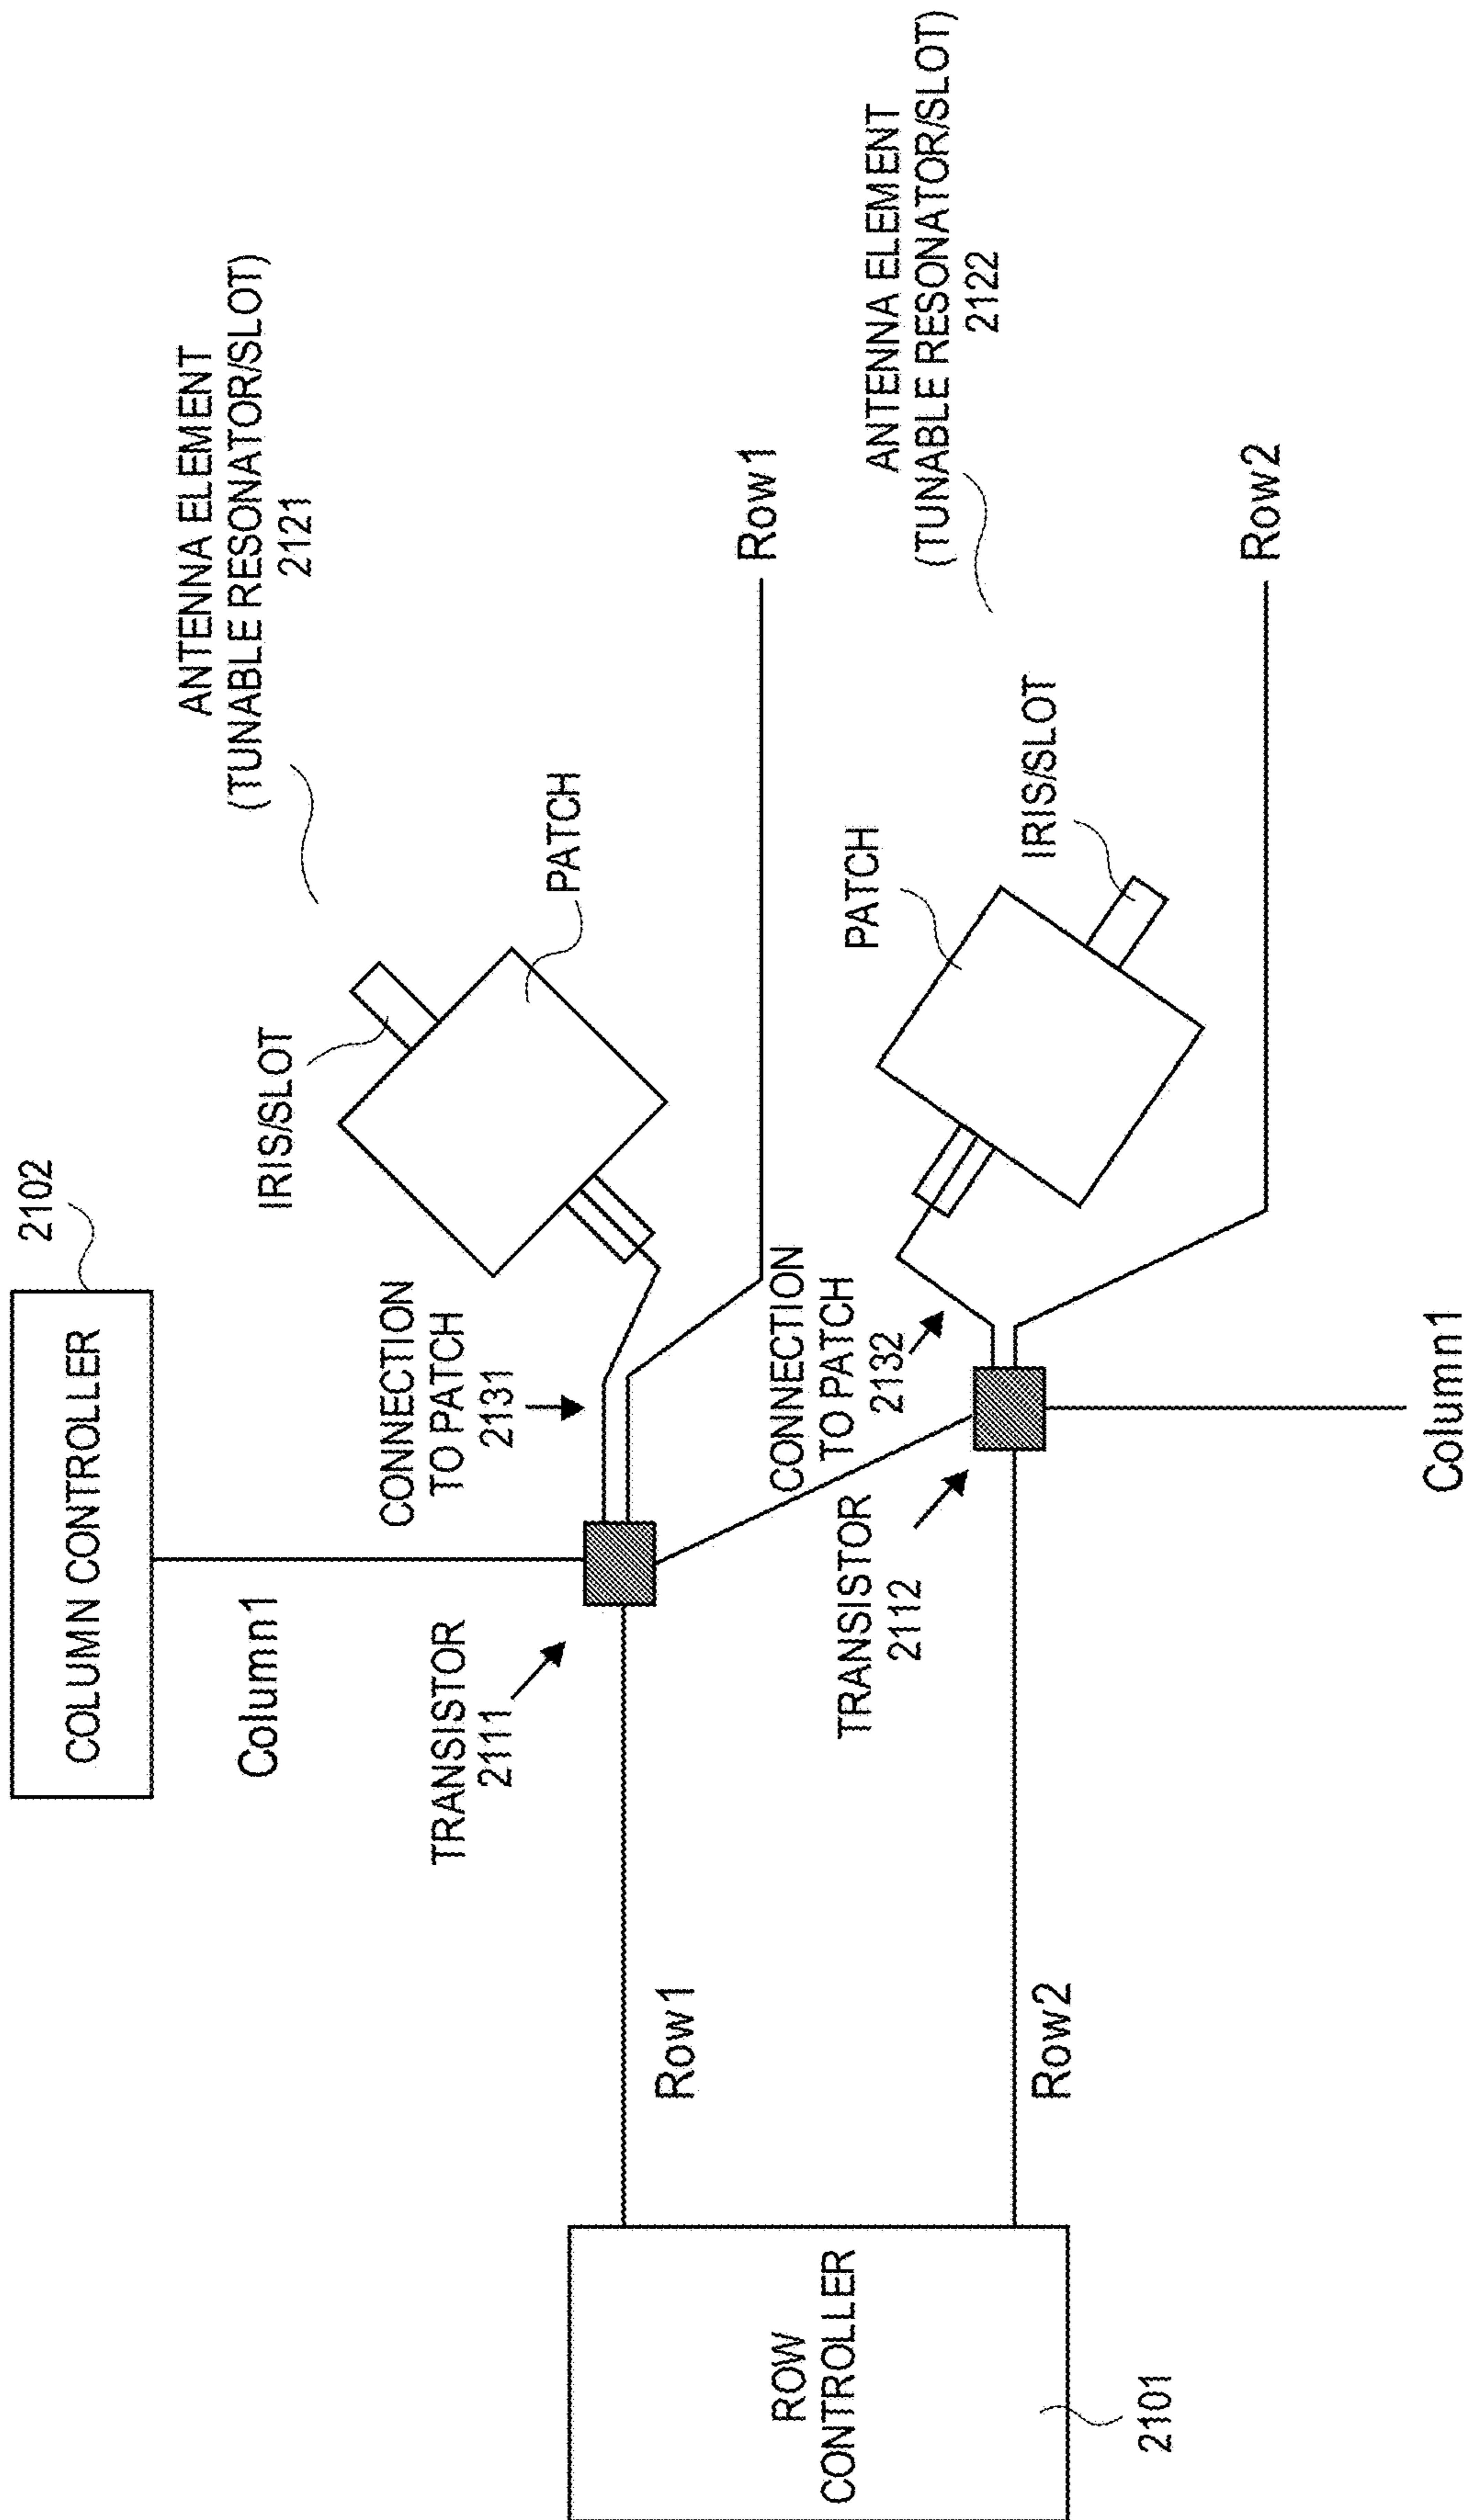 COLUMN CONTROLLER
2102
Column1
ANTENNA ELEMENT
(TUNABLE RESONATOR/SLOT)
2121
IRIS/SLOT
PATCH
CONNECTION
TO PATCH
2131
TRANSISTOR
2111
Row1
Row1
ANTENNA ELEMENT
(TUNABLE RESONATOR/SLOT)
2122
PATCH
IRIS/SLOT
CONNECTION
TO PATCH
2132
TRANSISTOR
2112
Row2
Row2
ROW
CONTROLLER
2101
Column1